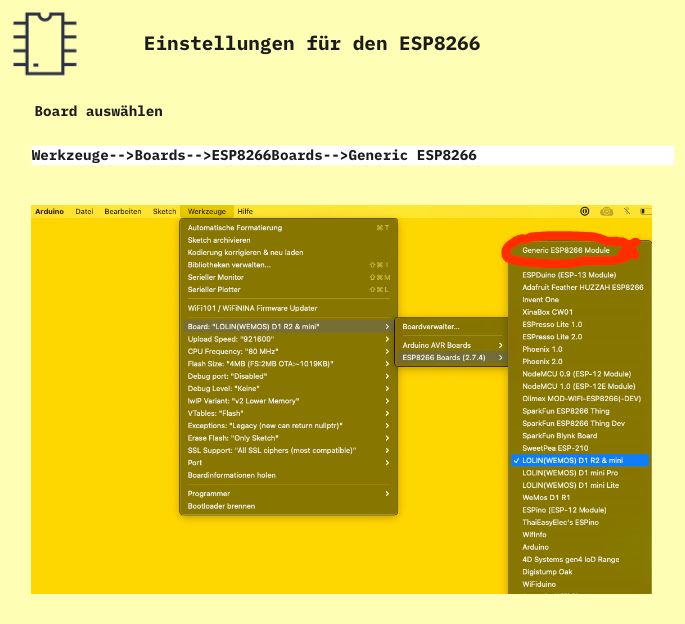 Einstellungen für den ESP8266
Board auswählen
Werkzeuge-->Boards-->ESP8266Boards-->Generic ESP8266
Arduino Datei Bearbeiten Sketch Werkzeuge Hilfe
Automatische Formatierung ⌘T
Sketch archivieren
Kodierung korrigieren & neu laden
Bibliotheken verwalten... ⇧⌘I
Serieller Monitor ⇧⌘M
Serieller Plotter ⇧⌘L
WiFi101 / WiFiNINA Firmware Updater
Board: "LOLIN(WEMOS) D1 R2 & mini"
Upload Speed: "921600"
CPU Frequency: "80 MHz"
Flash Size: "4MB (FS:2MB OTA:~1019KB)"
Debug port: "Disabled"
Debug Level: "Keine"
lwIP Variant: "v2 Lower Memory"
VTables: "Flash"
Exceptions: "Legacy (new can return nullptr)"
Erase Flash: "Only Sketch"
SSL Support: "All SSL ciphers (most compatible)"
Port
Boardinformationen holen
Programmer
Bootloader brennen
Boardverwalter...
Arduino AVR Boards
ESP8266 Boards (2.7.4)
Generic ESP8266 Module
ESPDuino (ESP-13 Module)
Adafruit Feather HUZZAH ESP8266
Invent One
XinaBox CW01
ESPresso Lite 1.0
ESPresso Lite 2.0
Phoenix 1.0
Phoenix 2.0
NodeMCU 0.9 (ESP-12 Module)
NodeMCU 1.0 (ESP-12E Module)
Olimex MOD-WIFI-ESP8266(-DEV)
SparkFun ESP8266 Thing
SparkFun ESP8266 Thing Dev
SparkFun Blynk Board
SweetPea ESP-210
✓ LOLIN(WEMOS) D1 R2 & mini
LOLIN(WEMOS) D1 mini Pro
LOLIN(WEMOS) D1 mini Lite
WeMos D1 R1
ESPino (ESP-12 Module)
ThaiEasyElec's ESPino
WifInfo
Arduino
4D Systems gen4 IoD Range
Digistump Oak
WiFiduino